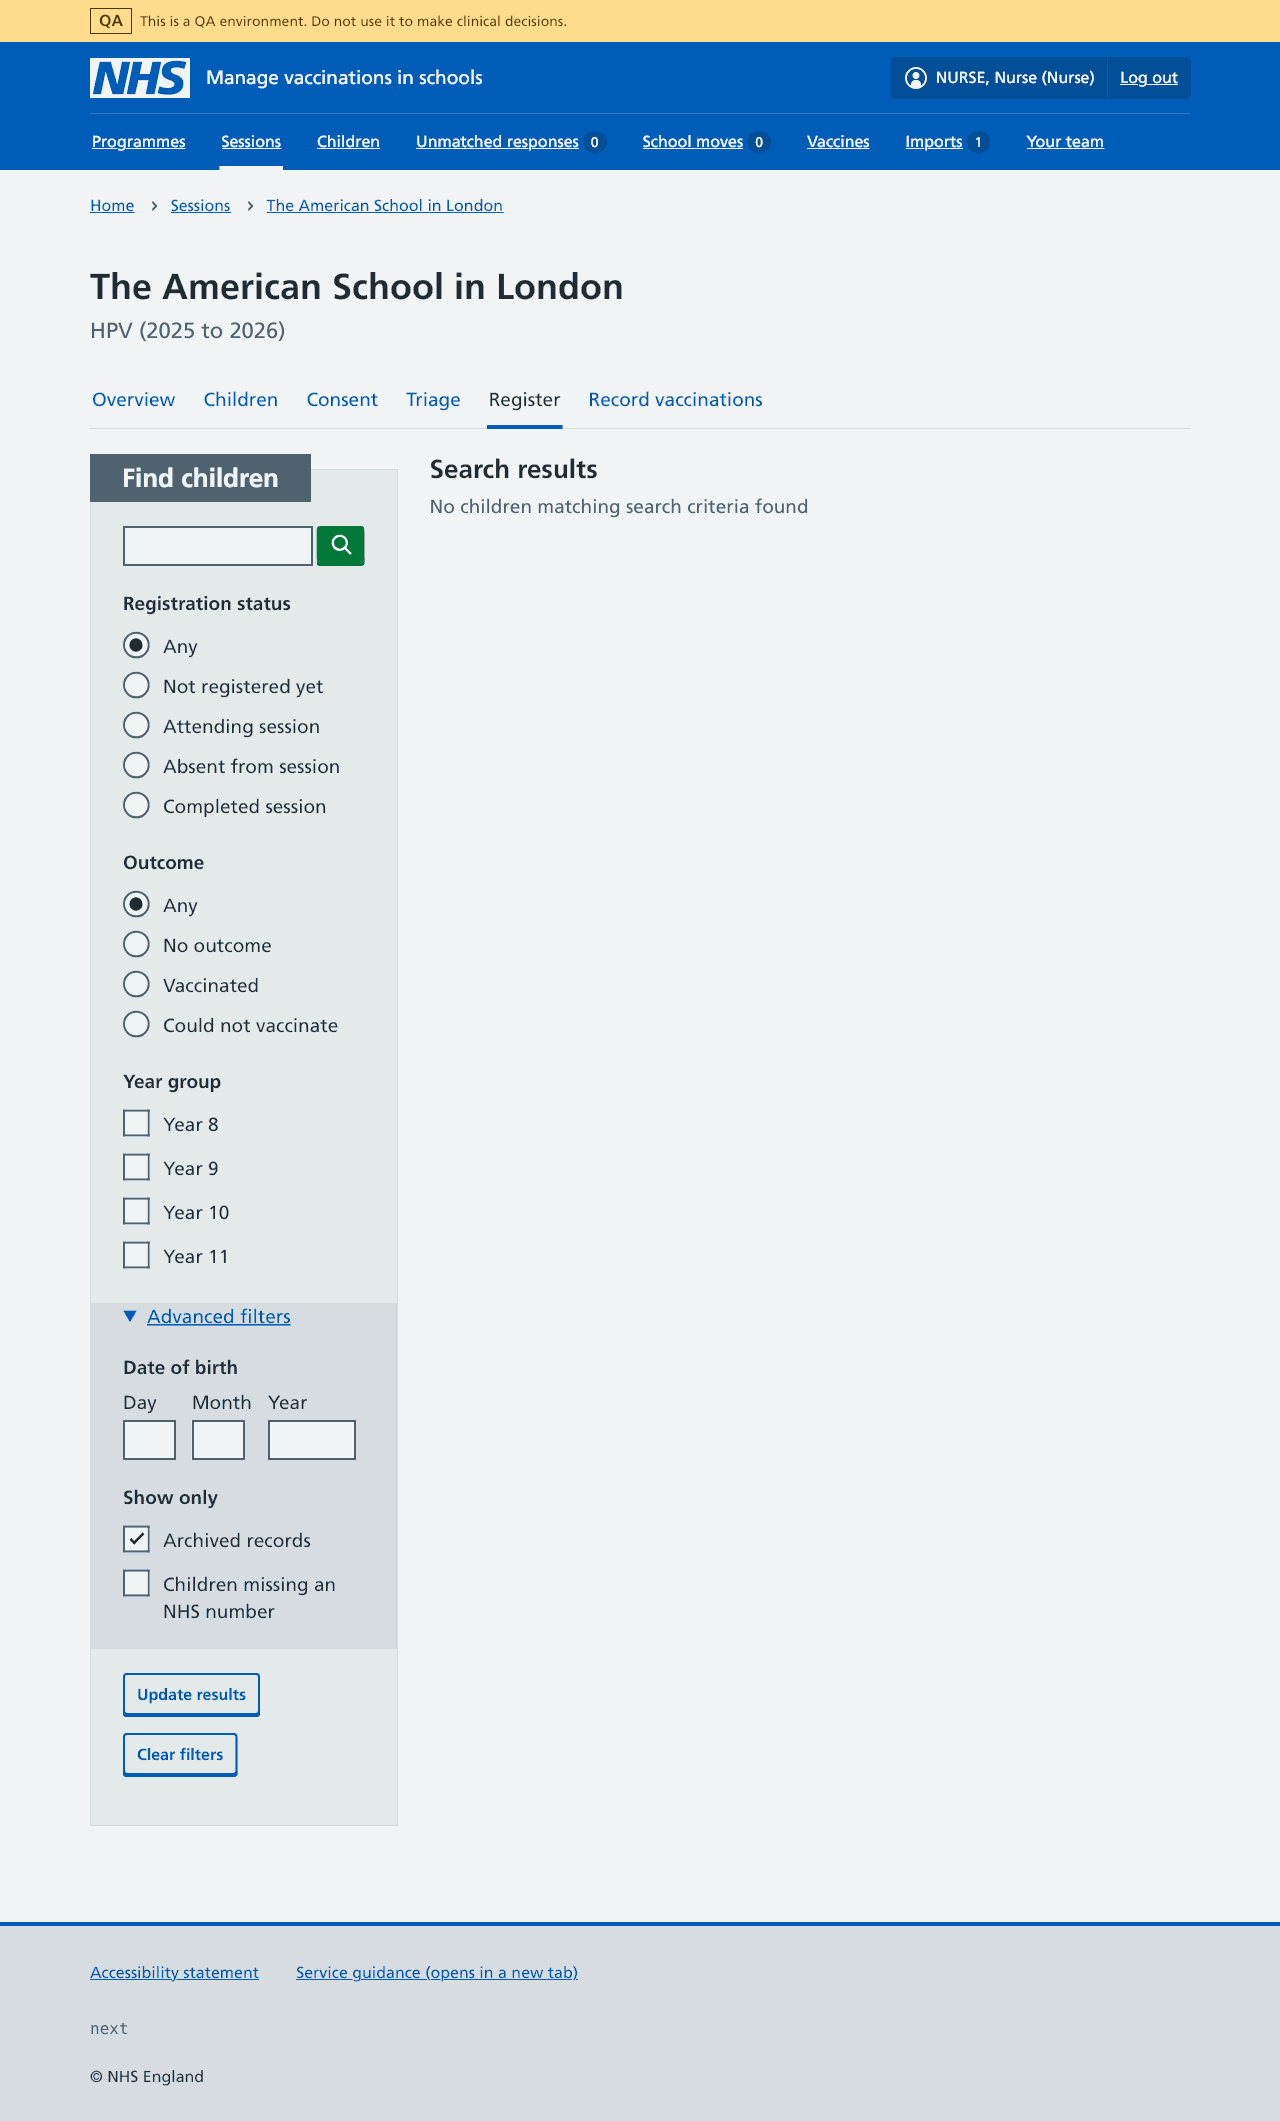 QA This is a QA environment. Do not use it to make clinical decisions.
NHS Manage vaccinations in schools NURSE, Nurse (Nurse) Log out
Programmes Sessions Children Unmatched responses 0 School moves 0 Vaccines Imports 1 Your team
Home Sessions The American School in London
The American School in London
HPV (2025 to 2026)
Overview Children Consent Triage Register Record vaccinations
Find children
Registration status
Any
Not registered yet
Attending session
Absent from session
Completed session
Outcome
Any
No outcome
Vaccinated
Could not vaccinate
Year group
Year 8
Year 9
Year 10
Year 11
Advanced filters
Date of birth
Day Month Year
Show only
Archived records
Children missing an
NHS number
Update results
Clear filters
Search results
No children matching search criteria found
Accessibility statement Service guidance (opens in a new tab)
next
© NHS England